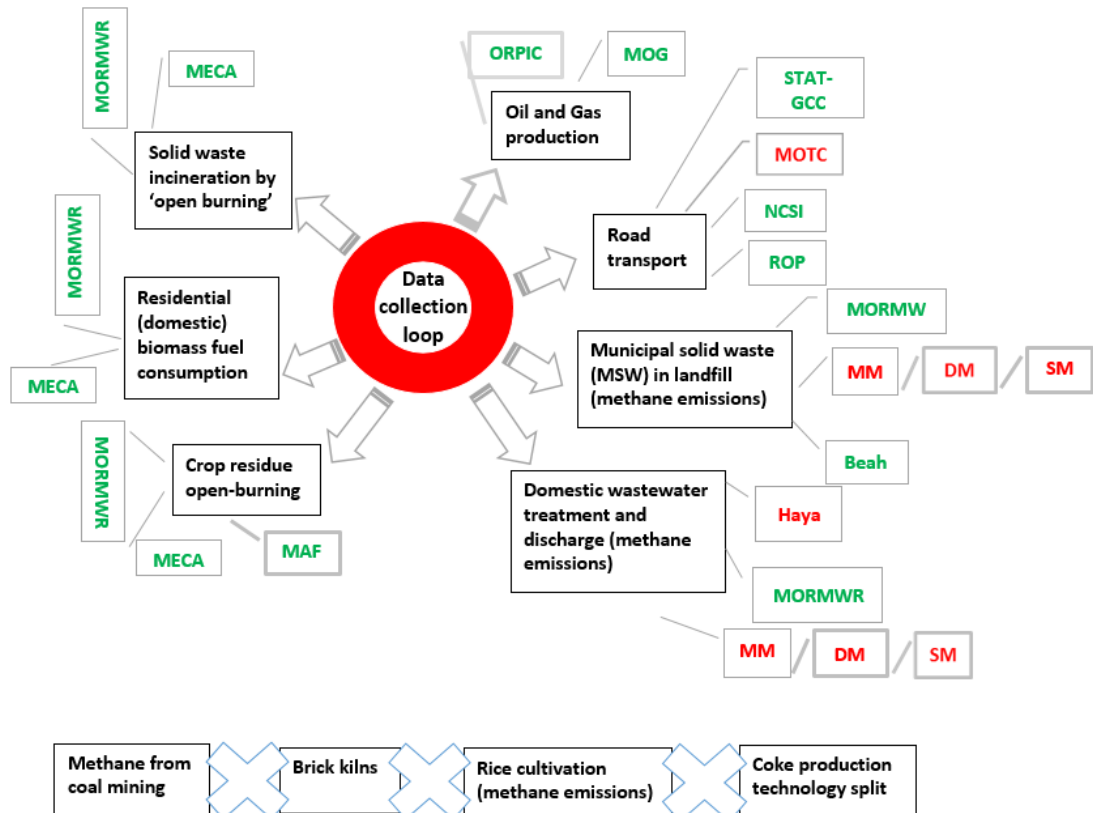 MORMWR
MECA
Solid waste
incineration by
‘open burning’
ORPIC
MOG
Oil and Gas
production
STAT-
GCC
MOTC
NCSI
ROP
Road
transport
Data
collection
loop
MORMWR
Residential
(domestic)
biomass fuel
consumption
MECA
MORMW
Municipal solid waste
(MSW) in landfill
(methane emissions)
MM
DM
SM
Beah
MORMWR
Crop residue
open-burning
MECA
MAF
Domestic wastewater
treatment and
discharge (methane
emissions)
Haya
MORMWR
MM
DM
SM
Methane from
coal mining
Brick kilns
Rice cultivation
(methane emissions)
Coke production
technology split